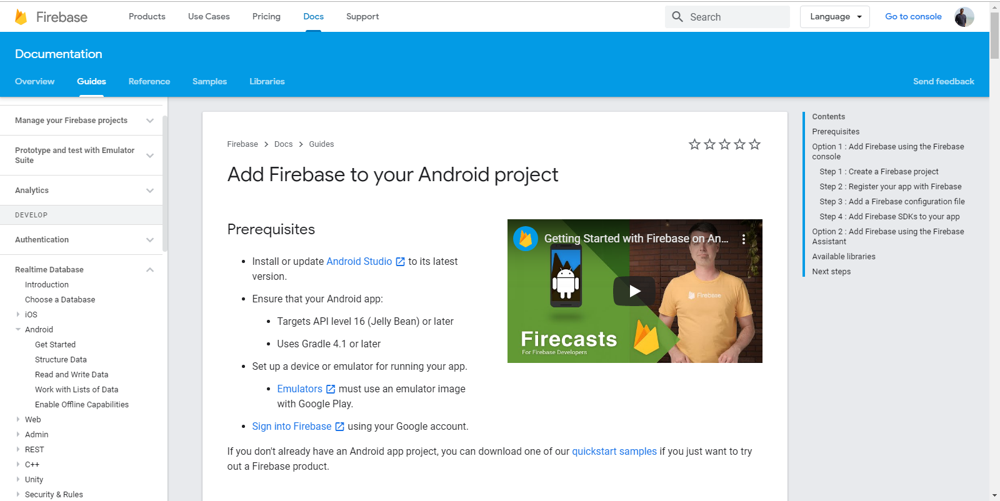 Firebase
Products
Use Cases
Pricing
Docs
Support
Search
Language
Go to console
Documentation
Overview
Guides
Reference
Samples
Libraries
Send feedback
Manage your Firebase projects
Prototype and test with Emulator
Suite
Analytics
DEVELOP
Authentication
Realtime Database
Introduction
Choose a Database
iOS
Android
Get Started
Structure Data
Read and Write Data
Work with Lists of Data
Enable Offline Capabilities
Web
Admin
REST
C++
Unity
Security & Rules
Firebase > Docs > Guides
Add Firebase to your Android project
Prerequisites
• Install or update Android Studio to its latest
version.
• Ensure that your Android app:
• Targets API level 16 (Jelly Bean) or later
• Uses Gradle 4.1 or later
• Set up a device or emulator for running your app.
• Emulators must use an emulator image
with Google Play.
• Sign into Firebase using your Google account.
If you don't already have an Android app project, you can download one of our quickstart samples if you just want to try
out a Firebase product.
Getting Started with Firebase on An...
Firebase
Firecasts
For Firebase Developers
Contents
Prerequisites
Option 1 : Add Firebase using the Firebase
console
Step 1 : Create a Firebase project
Step 2 : Register your app with Firebase
Step 3 : Add a Firebase configuration file
Step 4 : Add Firebase SDKs to your app
Option 2 : Add Firebase using the Firebase
Assistant
Available libraries
Next steps